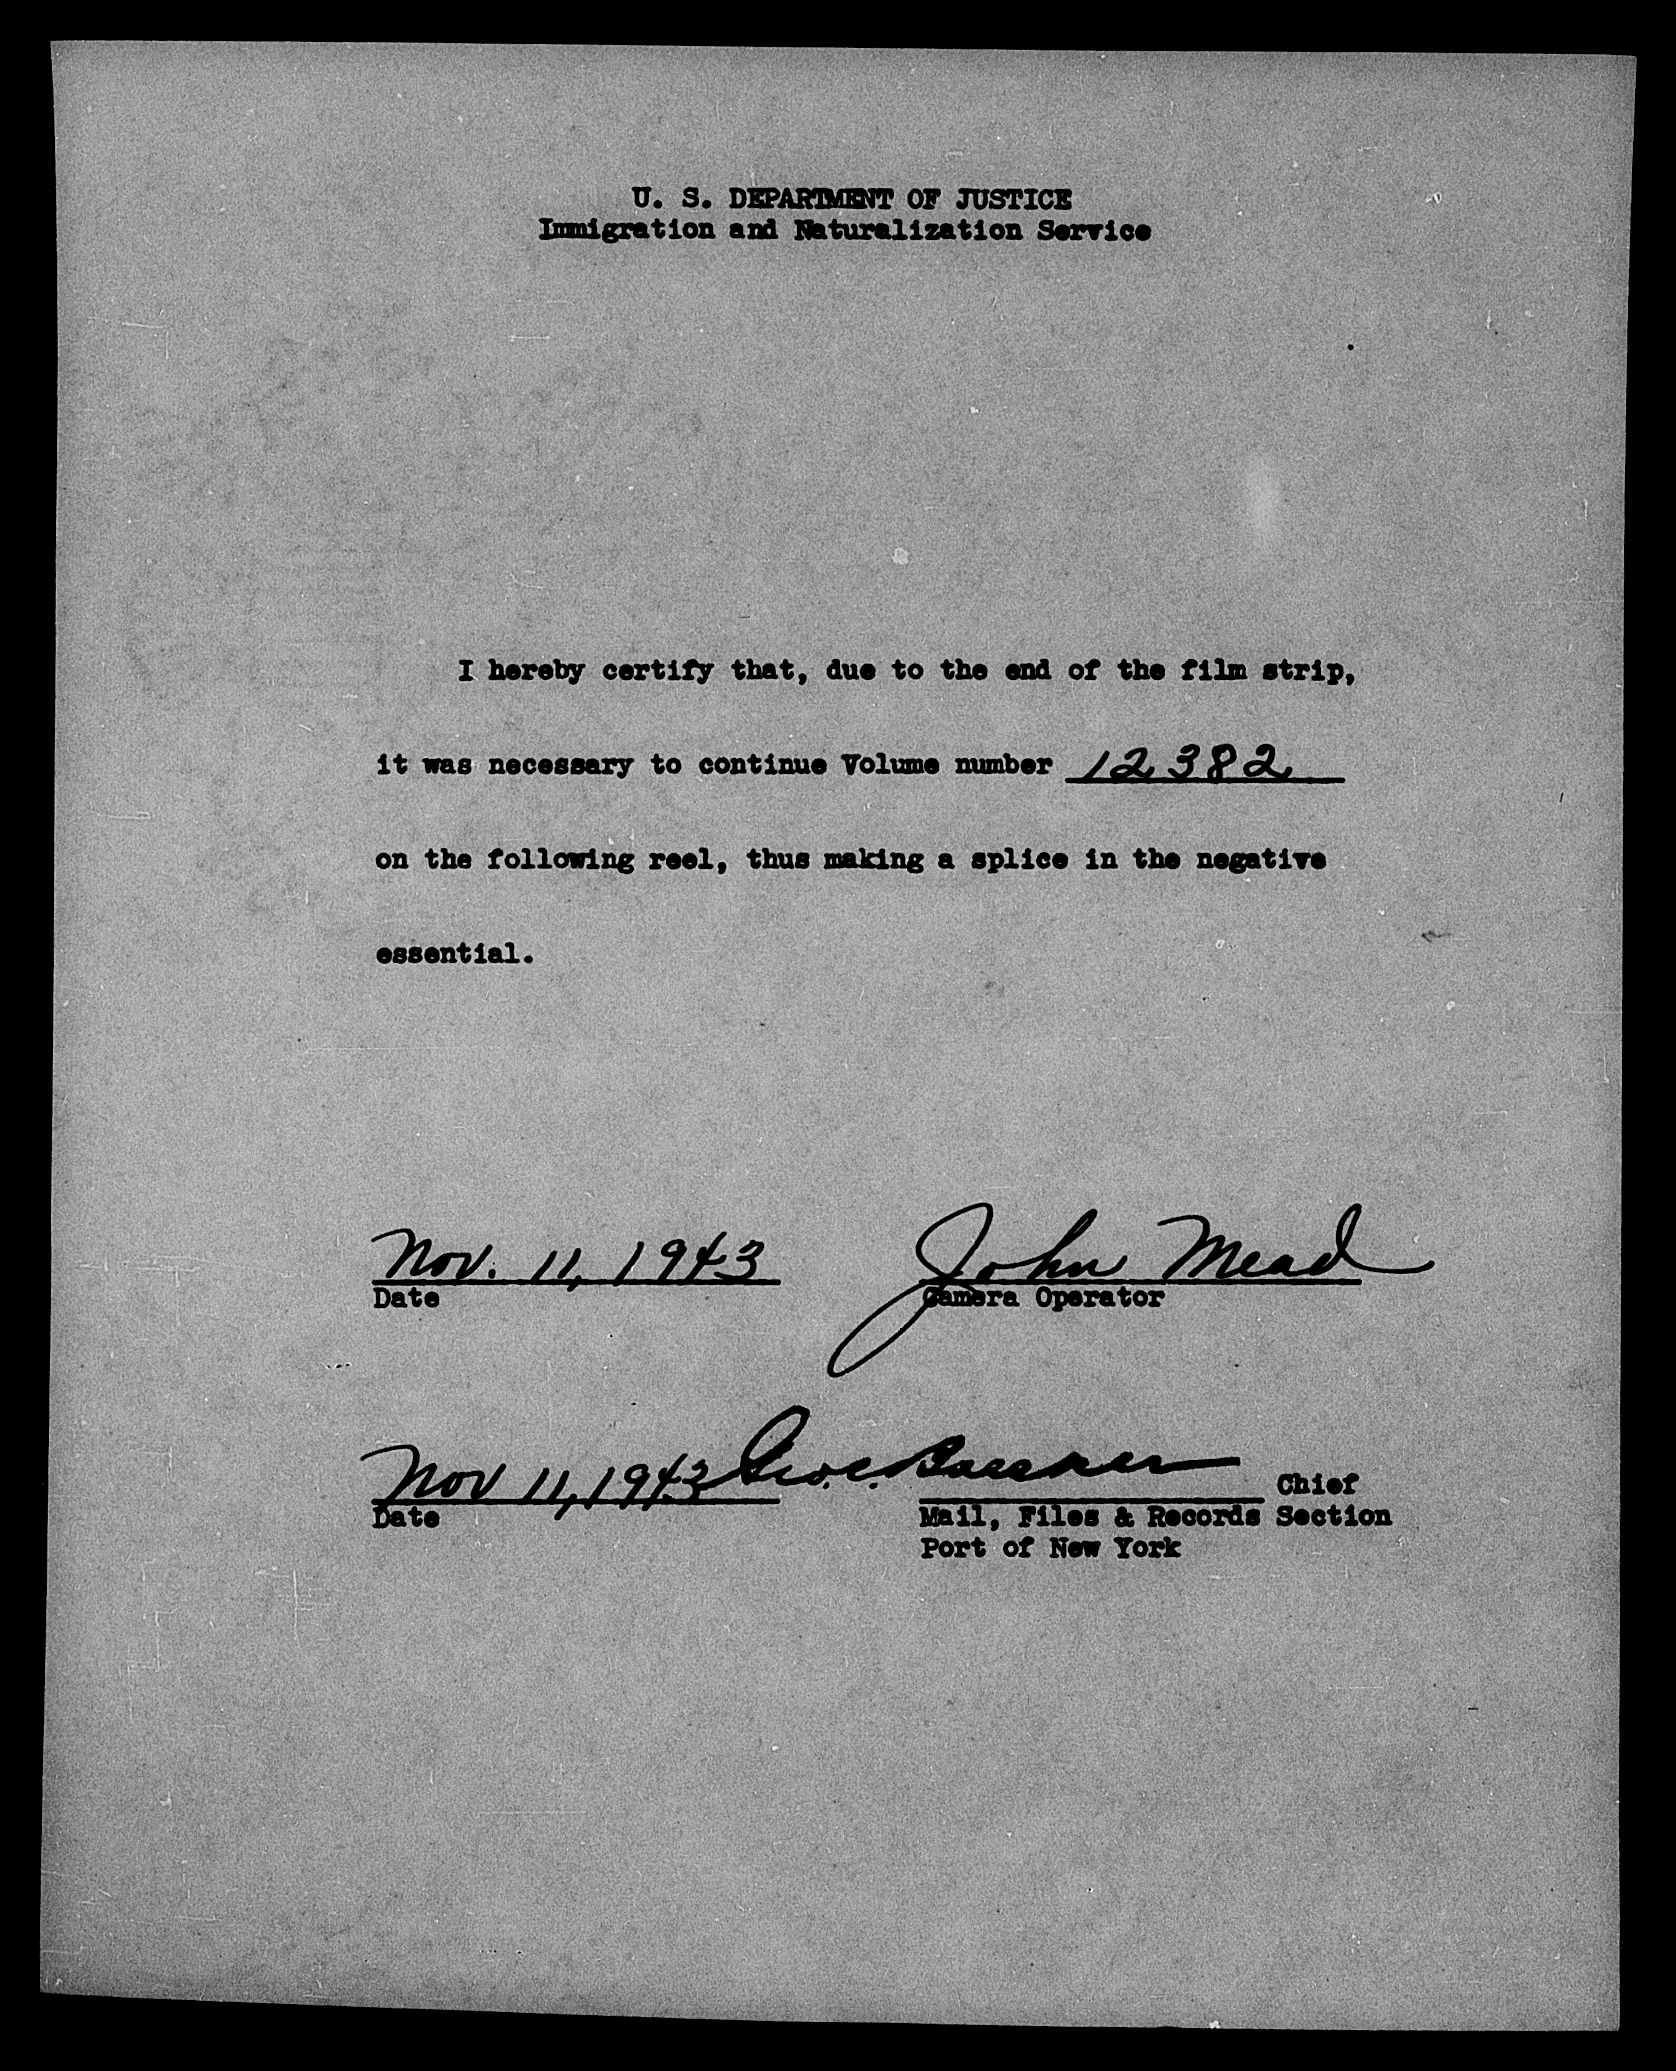 U. S. DEPARTMENT OF JUSTICE
Immigration and Naturalization Service
I hereby certify that, due to the end of the film strip,
it was necessary to continue Volume number 12382
on the following reel, thus making a splice in the negative
essential.
Nov. 11, 1943 John Mead
Date Camera Operator
Nov 11, 1943 Geo. C. Chief
Date Mail, Files & Records Section
Port of New York